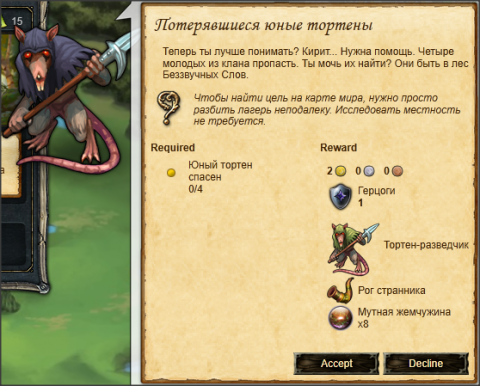 15
Потерявшиеся юные тортены
Теперь ты лучше понимать? Кирит... Нужна помощь. Четыре
молодых из клана пропасть. Ты мочь их найти? Они быть в лес
Беззвучных Слов.
Чтобы найти цель на карте мира, нужно просто
разбить лагерь неподалеку. Исследовать местность
не требуется.
Required
Юный тортен
спасен
0/4
Reward
2 0 0
Герцоги
1
Тортен-разведчик
Рог странника
Мутная жемчужина
x8
Accept Decline